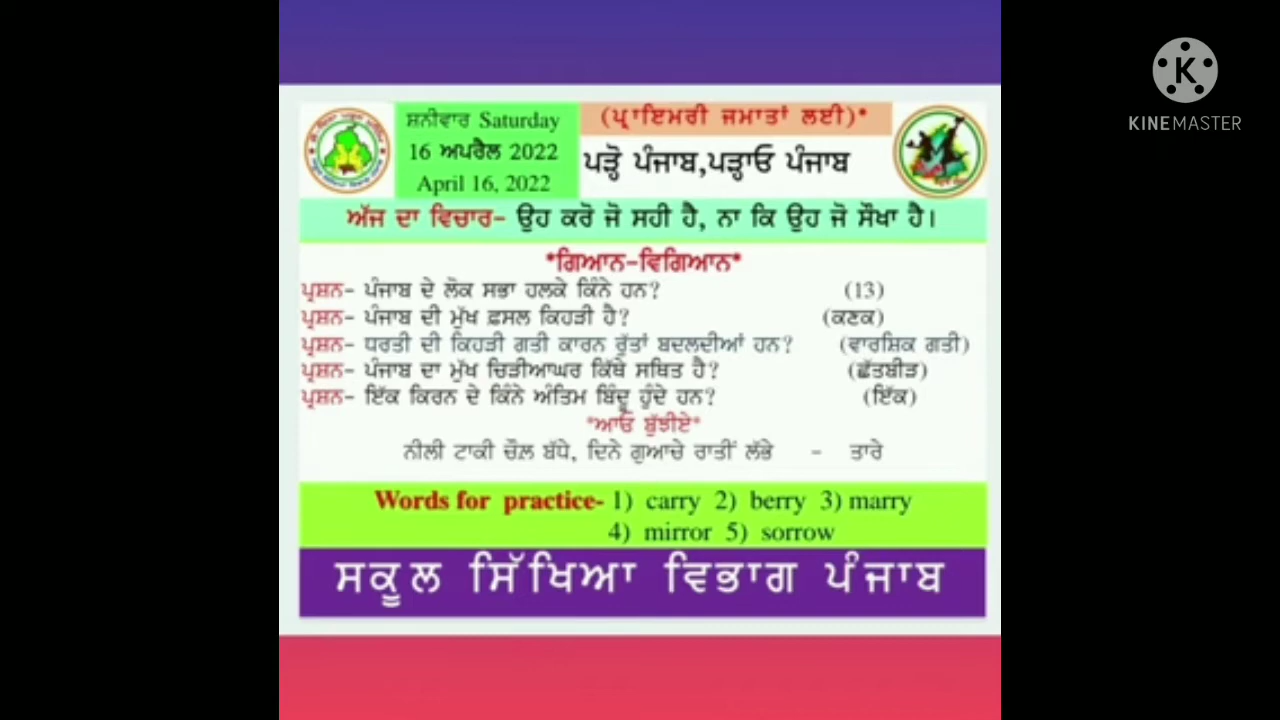 ਸ਼ਨੀਵਾਰ Saturday
16 ਅਪਰੈਲ 2022
April 16, 2022
(ਪ੍ਰਾਇਮਰੀ ਜਮਾਤਾਂ ਲਈ)*
ਪੜ੍ਹੋ ਪੰਜਾਬ,ਪੜ੍ਹਾਓ ਪੰਜਾਬ
ਅੱਜ ਦਾ ਵਿਚਾਰ- ਉਹ ਕਰੋ ਜੋ ਸਹੀ ਹੈ, ਨਾ ਕਿ ਉਹ ਜੋ ਸੌਖਾ ਹੈ।
*ਗਿਆਨ-ਵਿਗਿਆਨ*
ਪ੍ਰਸ਼ਨ- ਪੰਜਾਬ ਦੇ ਲੋਕ ਸਭਾ ਹਲਕੇ ਕਿੰਨੇ ਹਨ? (13)
ਪ੍ਰਸ਼ਨ- ਪੰਜਾਬ ਦੀ ਮੁੱਖ ਫ਼ਸਲ ਕਿਹੜੀ ਹੈ? (ਕਣਕ)
ਪ੍ਰਸ਼ਨ- ਧਰਤੀ ਦੀ ਕਿਹੜੀ ਗਤੀ ਕਾਰਨ ਰੁੱਤਾਂ ਬਦਲਦੀਆਂ ਹਨ? (ਵਾਰਸ਼ਿਕ ਗਤੀ)
ਪ੍ਰਸ਼ਨ- ਪੰਜਾਬ ਦਾ ਮੁੱਖ ਚਿੜੀਆਘਰ ਕਿੱਥੇ ਸਥਿਤ ਹੈ? (ਛੱਤਬੀੜ)
ਪ੍ਰਸ਼ਨ- ਇੱਕ ਕਿਰਨ ਦੇ ਕਿੰਨੇ ਅੰਤਿਮ ਬਿੰਦੂ ਹੁੰਦੇ ਹਨ? (ਇੱਕ)
*ਆਓ ਬੁੱਝੀਏ*
ਨੀਲੀ ਟਾਕੀ ਚੌਲ਼ ਬੱਧੇ, ਦਿਨੇ ਗੁਆਚੇ ਰਾਤੀਂ ਲੱਭੇ - ਤਾਰੇ
Words for practice- 1) carry 2) berry 3) marry
4) mirror 5) sorrow
ਸਕੂਲ ਸਿੱਖਿਆ ਵਿਭਾਗ ਪੰਜਾਬ
KINEMASTER